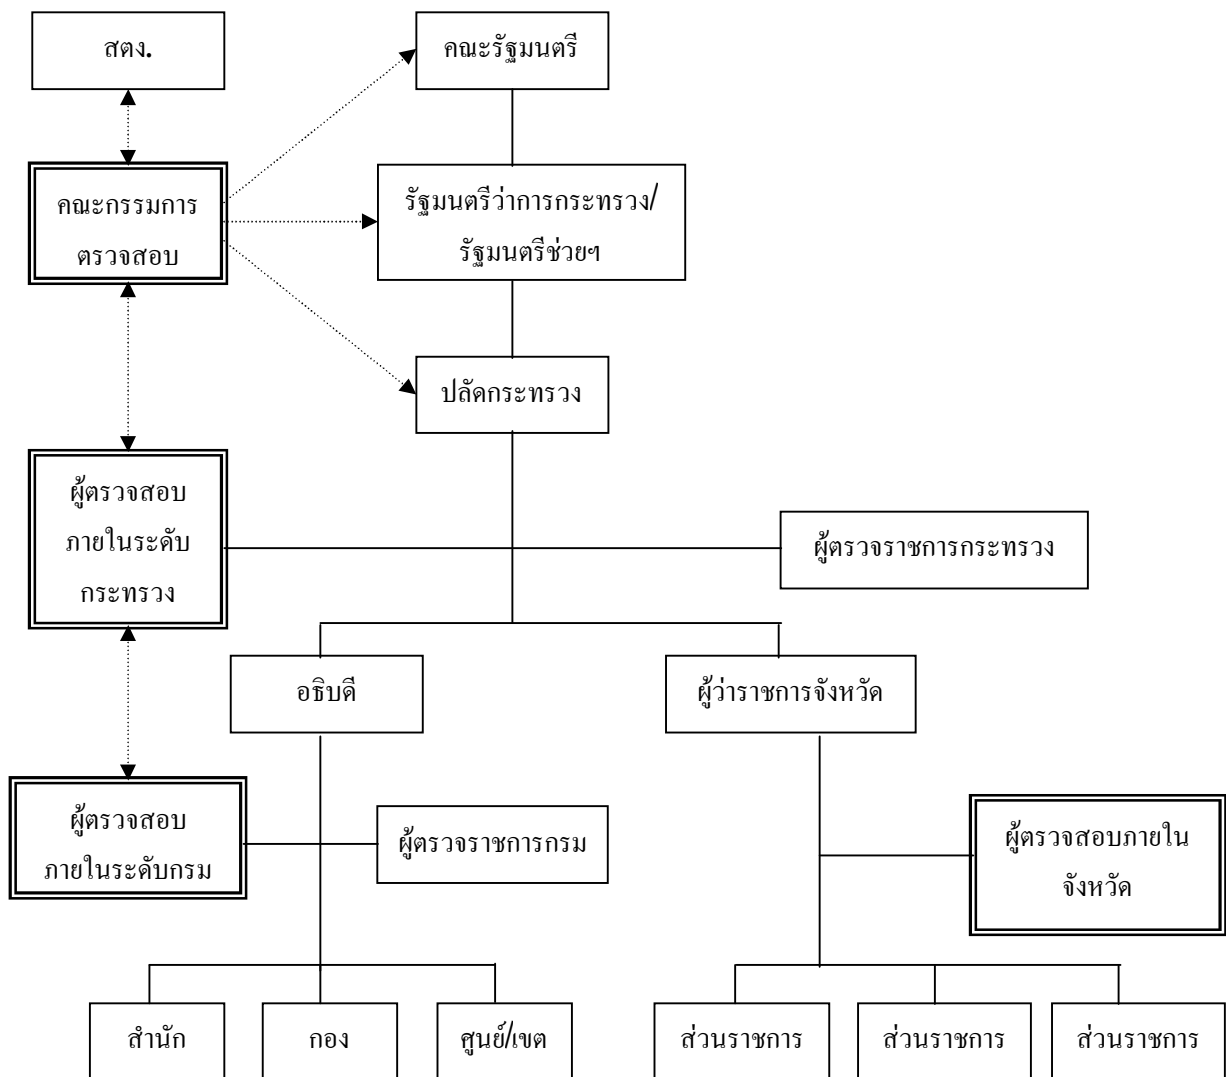 สตง.
คณะรัฐมนตรี
คณะกรรมการ
ตรวจสอบ
รัฐมนตรีว่าการกระทรวง/
รัฐมนตรีช่วยฯ
ปลัดกระทรวง
ผู้ตรวจสอบ
ภายในระดับ
กระทรวง
ผู้ตรวจราชการกระทรวง
อธิบดี
ผู้ว่าราชการจังหวัด
ผู้ตรวจสอบ
ภายในระดับกรม
ผู้ตรวจราชการกรม
ผู้ตรวจสอบภายใน
จังหวัด
สำนัก
กอง
ศูนย์/เขต
ส่วนราชการ
ส่วนราชการ
ส่วนราชการ